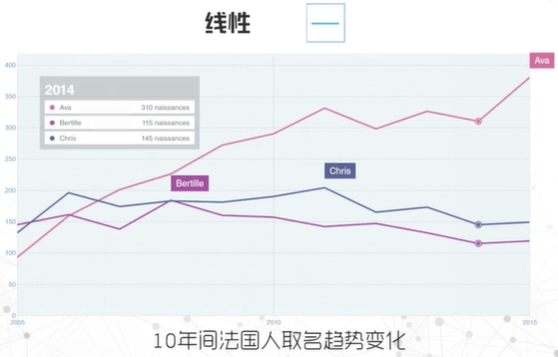 线性
Ava
400
350
300
250
200
150
100
50
0
2014
Ava 310 naissances
Bertille 115 naissances
Chris 145 naissances
Bertille
Chris
2005 2010 2015
10年间法国人取名趋势变化